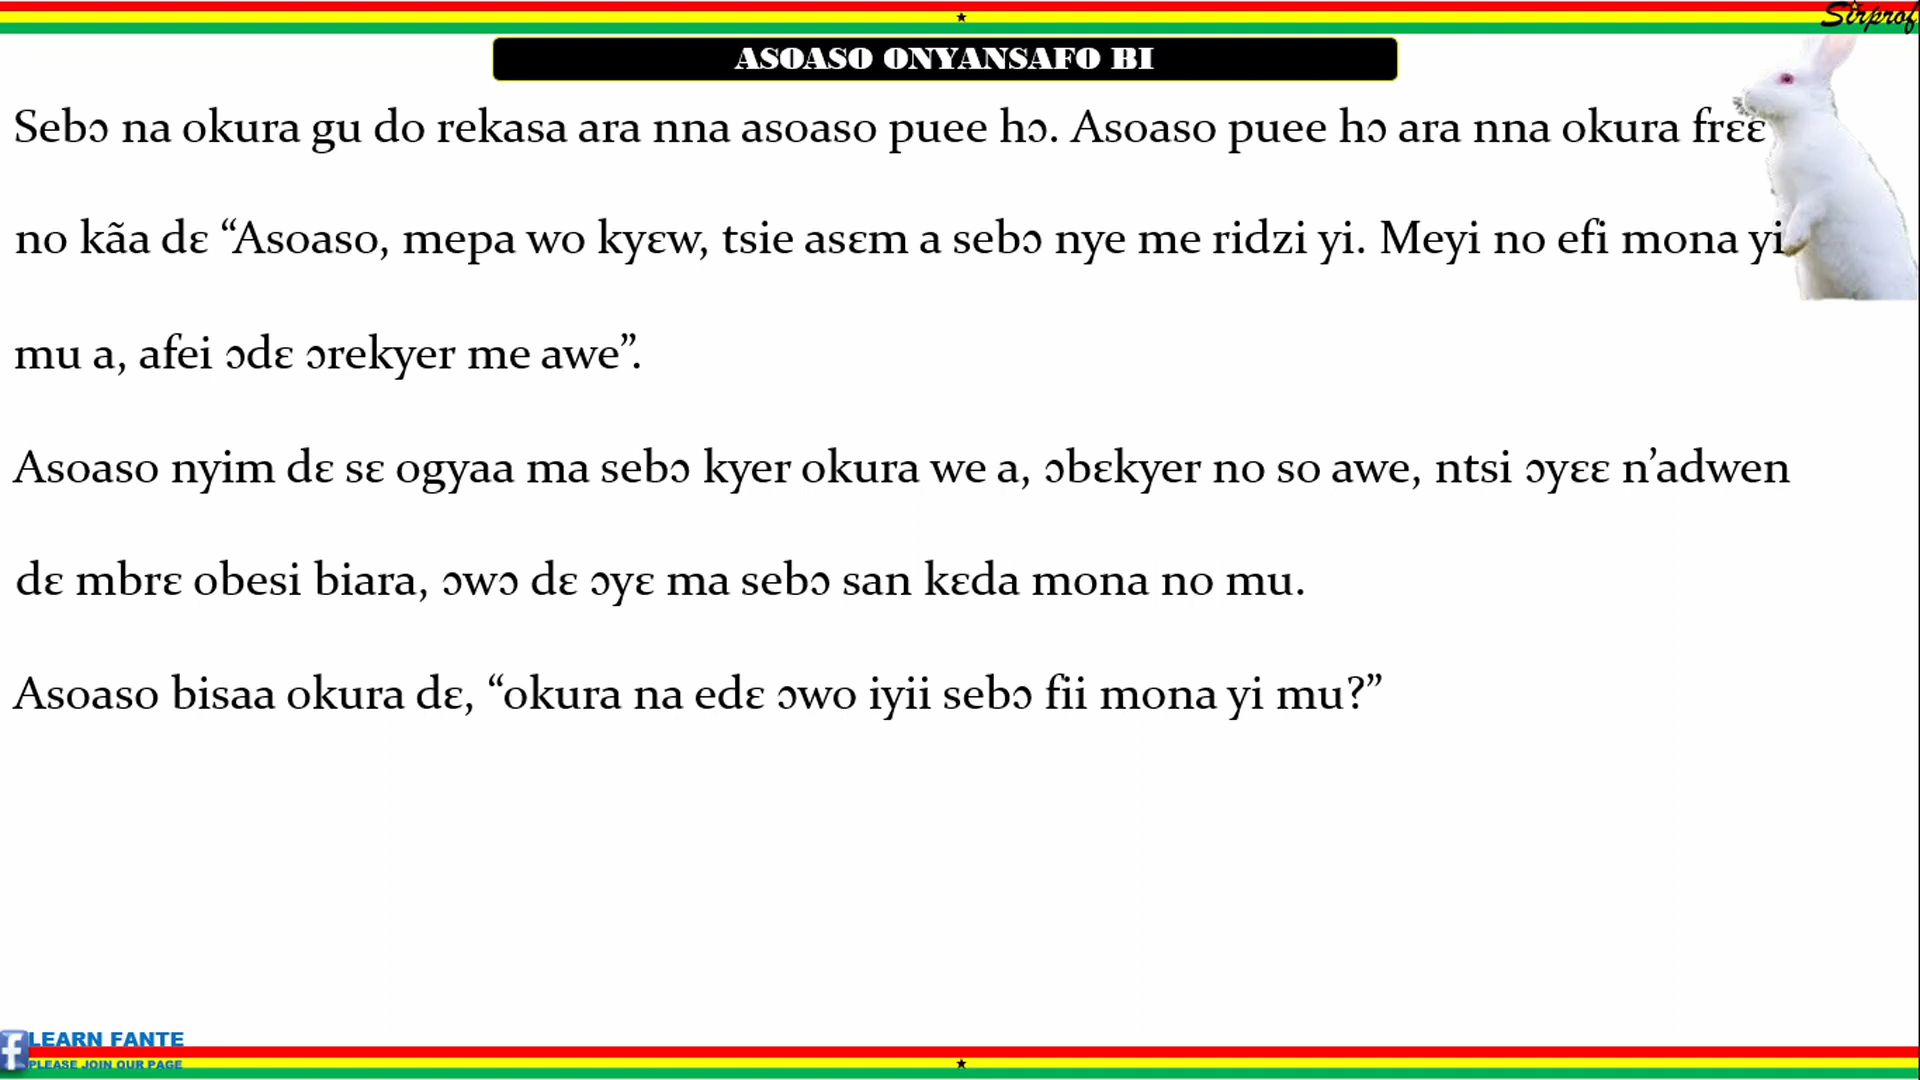 Sirprof
ASOASO ONYANSAFO BI
Sebɔ na okura gu do rekasa ara nna asoaso puee hɔ. Asoaso puee hɔ ara nna okura frɛɛ
no kãa dɛ “Asoaso, mepa wo kyɛw, tsie asɛm a sebɔ nye me ridzi yi. Meyi no efi mona yi
mu a, afei ɔdɛ ɔrekyer me awe”.
Asoaso nyim dɛ sɛ ogyaa ma sebɔ kyer okura we a, ɔbɛkyer no so awe, ntsi ɔyɛɛ n’adwen
dɛ mbrɛ obesi biara, ɔwɔ dɛ ɔyɛ ma sebɔ san kɛda mona no mu.
Asoaso bisaa okura dɛ, “okura na edɛ ɔwo iyii sebɔ fii mona yi mu?”
LEARN FANTE
PLEASE JOIN OUR PAGE